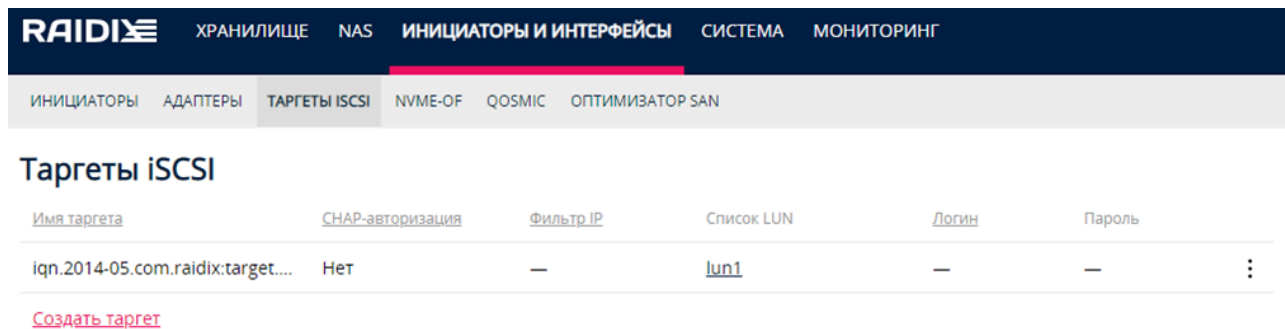 RAIDIX ХРАНИЛИЩЕ NAS ИНИЦИАТОРЫ И ИНТЕРФЕЙСЫ СИСТЕМА МОНИТОРИНГ
ИНИЦИАТОРЫ АДАПТЕРЫ ТАРГЕТЫ ISCSI NVME-OF QOSMIC ОПТИМИЗАТОР SAN
Таргеты iSCSI
Имя таргета CHAP-авторизация Фильтр IP Список LUN Логин Пароль
iqn.2014-05.com.raidix:target.... Нет — lun1 — —
Создать таргет